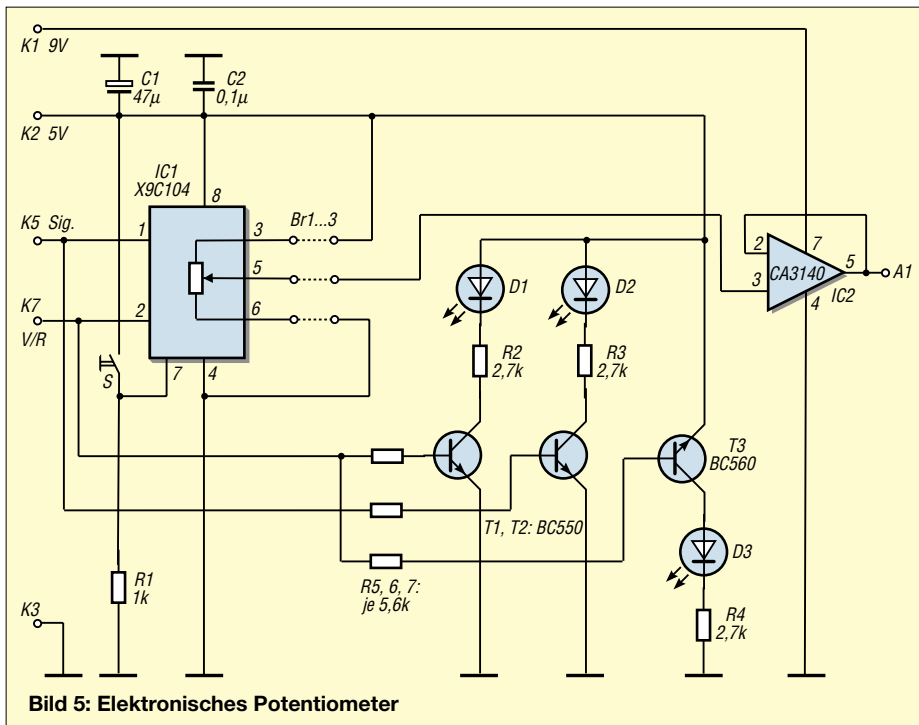 K1 9V
C1
47µ
C2
0,1µ
K2 5V
IC1
X9C104
8
K5 Sig.
1
3
Br1...3
5
2
7
CA3140
5
A1
3
IC2
4
D1
D2
K7
V/R
2
6
R2
2,7k
R3
2,7k
S
7
4
T3
BC560
T1, T2: BC550
D3
R1
1k
R5, 6, 7:
je 5,6k
K3
R4
2,7k
Bild 5: Elektronisches Potentiometer